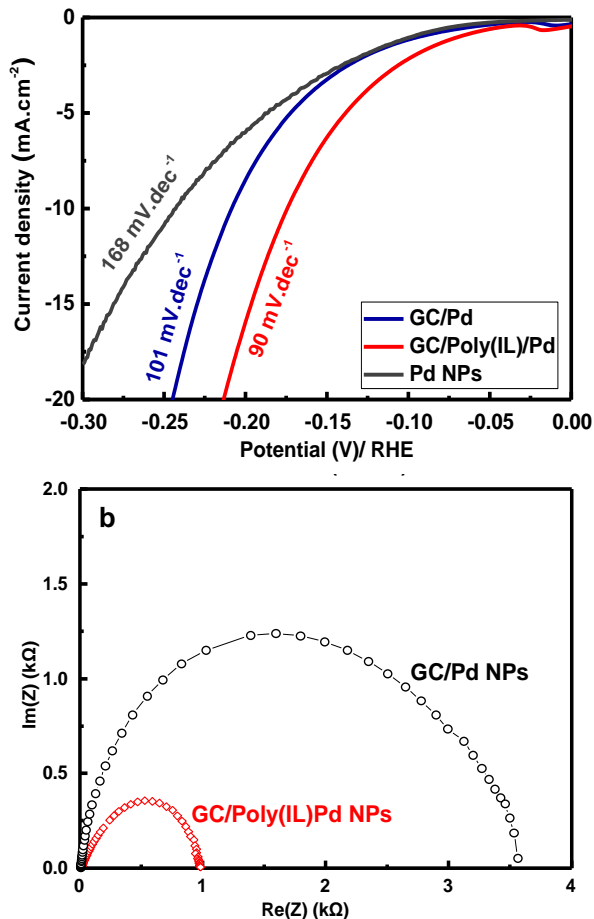 0
-5
-10
-15
-20
Current density (mA.cm⁻²)
168 mV.dec⁻¹
101 mV.dec⁻¹
90 mV.dec⁻¹
GC/Pd
GC/Poly(IL)/Pd
Pd NPs
-0.30 -0.25 -0.20 -0.15 -0.10 -0.05 0.00
Potential (V)/ RHE
b
2.0
1.5
1.0
0.5
0.0
Im(Z) (kΩ)
GC/Pd NPs
GC/Poly(IL)Pd NPs
0 1 2 3 4
Re(Z) (kΩ)